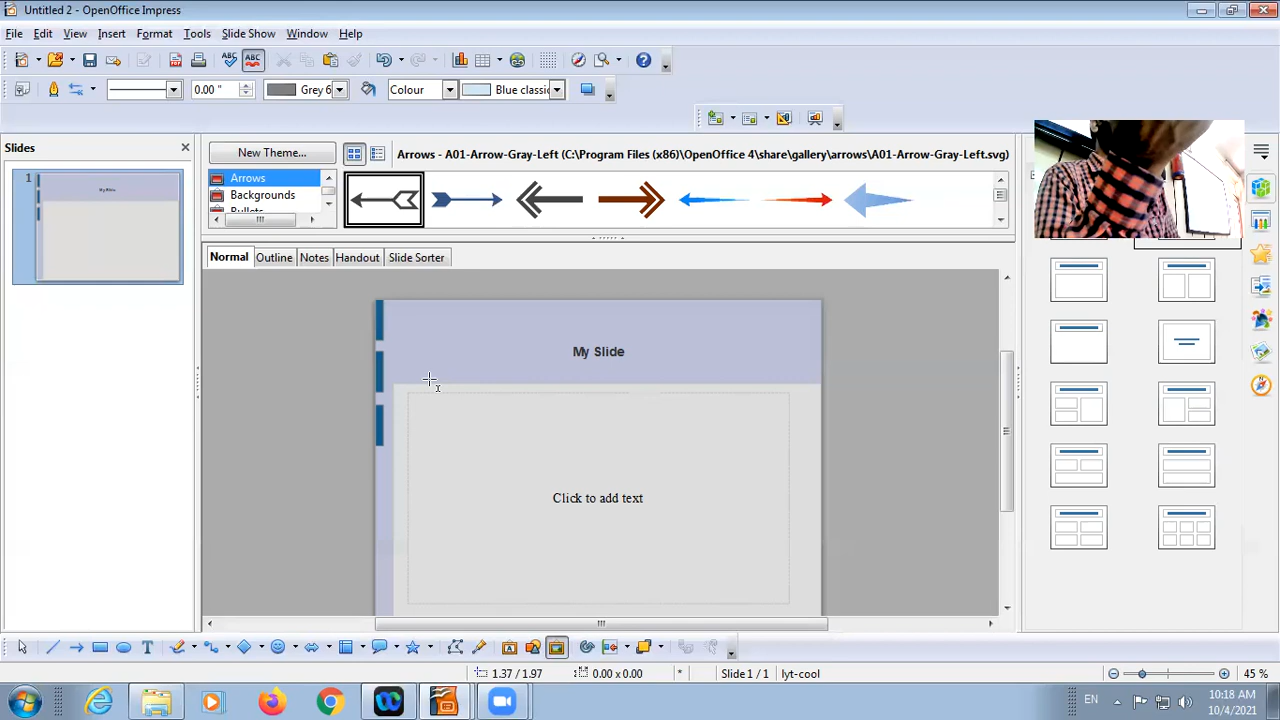 Untitled 2 - OpenOffice Impress
File Edit View Insert Format Tools Slide Show Window Help
0.00 " Grey 6 Colour Blue classic
Slides
New Theme... Arrows - A01-Arrow-Gray-Left (C:\Program Files (x86)\OpenOffice 4\share\gallery\arrows\A01-Arrow-Gray-Left.svg)
Arrows
Backgrounds
Bullets
1
My Slide
Normal Outline Notes Handout Slide Sorter
My Slide
Click to add text
1.37 / 1.97 0.00 x 0.00 * Slide 1 / 1 lyt-cool 45 %
EN 10:18 AM
10/4/2021